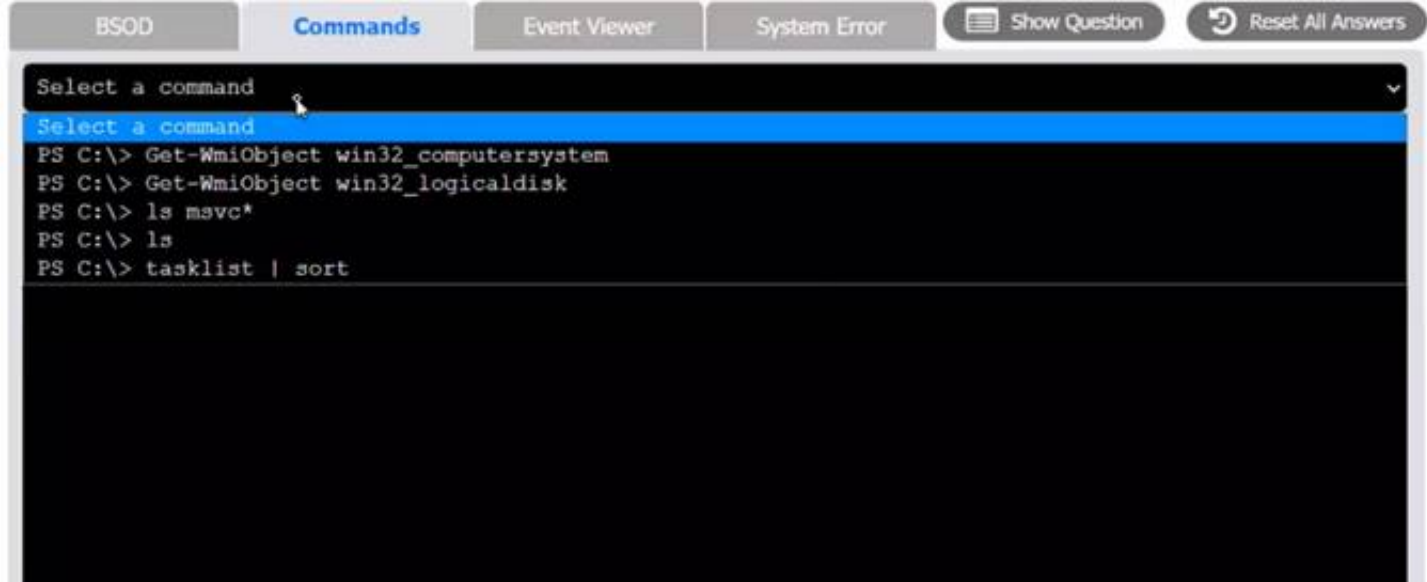 BSOD
Commands
Event Viewer
System Error
Show Question
Reset All Answers
Select a command
Select a command
PS C:\> Get-WmiObject win32_computersystem
PS C:\> Get-WmiObject win32_logicaldisk
PS C:\> ls msvc*
PS C:\> ls
PS C:\> tasklist | sort